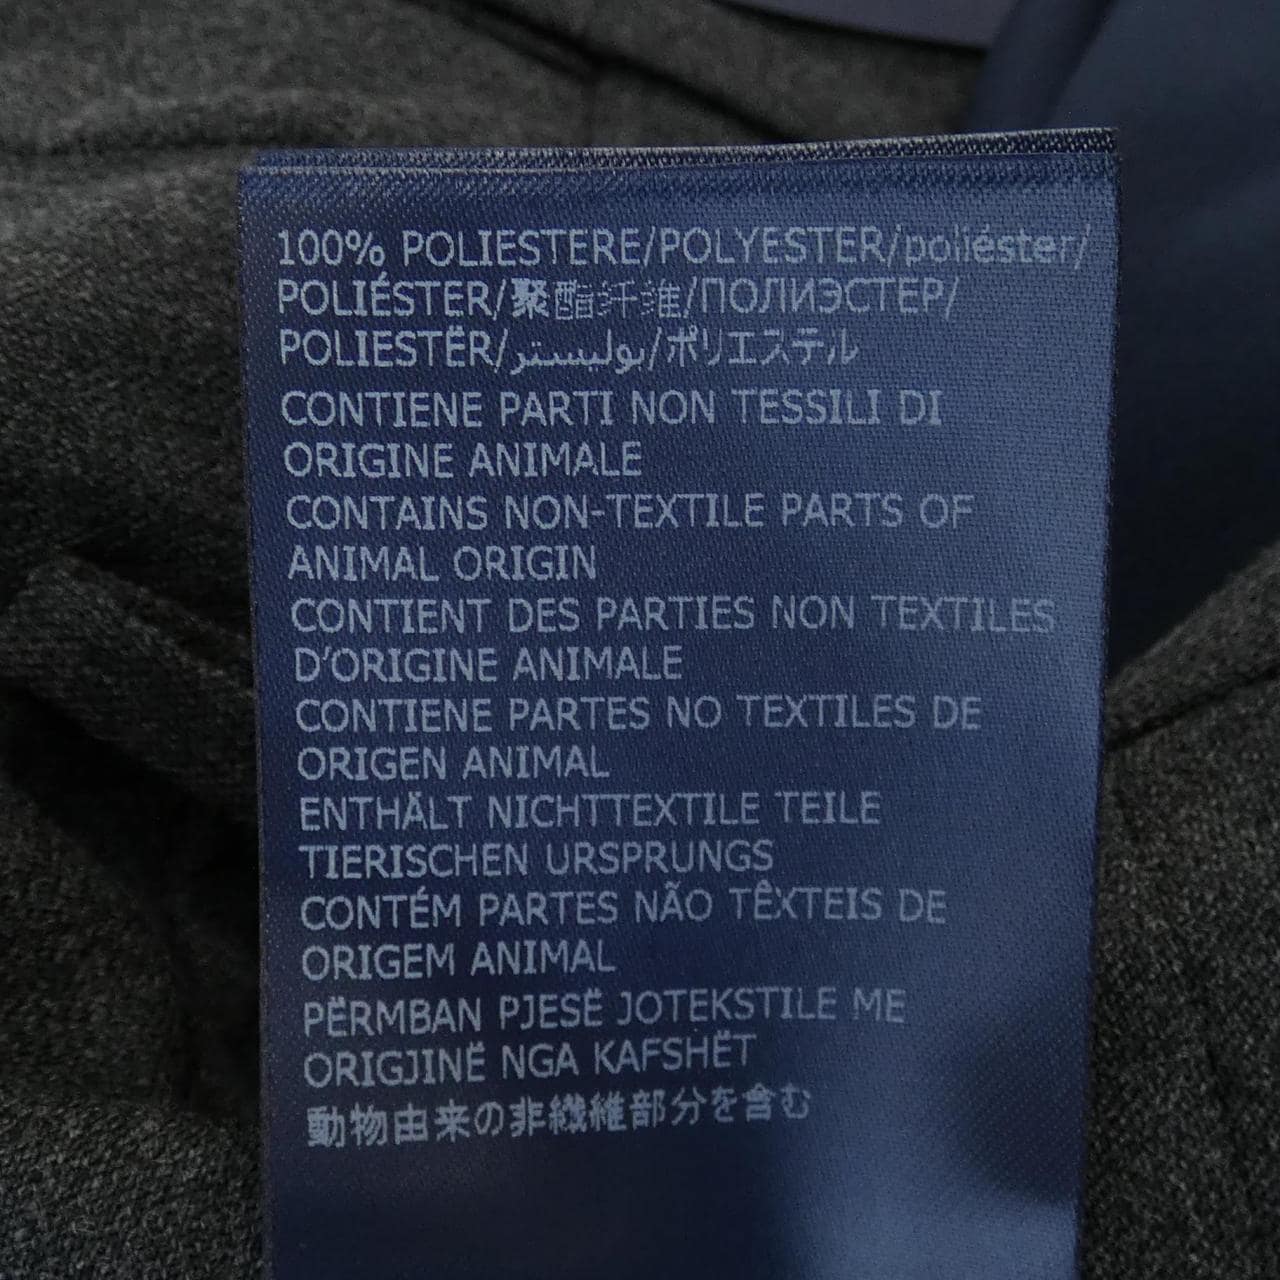 100% POLIESTERE/POLYESTER/poliéster/
POLIÉSTER/聚酯纤维/ПОЛИЭСТЕР/
POLIESTËR/بوليستر/ポリエステル
CONTIENE PARTI NON TESSILI DI
ORIGINE ANIMALE
CONTAINS NON-TEXTILE PARTS OF
ANIMAL ORIGIN
CONTIENT DES PARTIES NON TEXTILES
D'ORIGINE ANIMALE
CONTIENE PARTES NO TEXTILES DE
ORIGEN ANIMAL
ENTHÄLT NICHTTEXTILE TEILE
TIERISCHEN URSPRUNGS
CONTÉM PARTES NÃO TÊXTEIS DE
ORIGEM ANIMAL
PËRMBAN PJESË JOTEKSTILE ME
ORIGJINË NGA KAFSHËT
動物由来の非繊維部分を含む